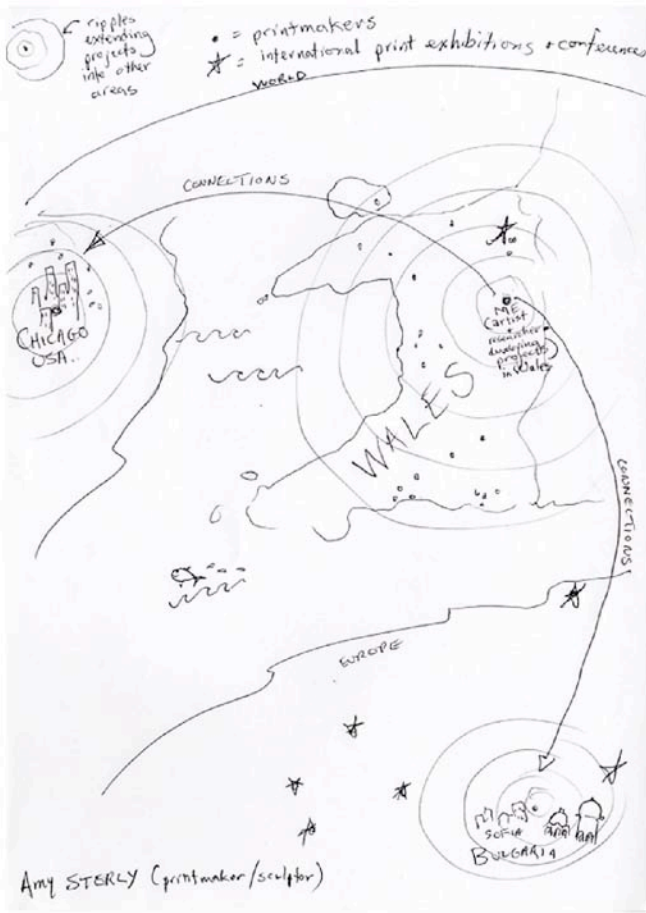 ripples
extending
projects
into other
areas
• = printmakers
= international print exhibitions + conferences
WORLD
CONNECTIONS
CHICAGO
USA..
ME
(artist
researcher
developing
projects)
in Wales
WALES
CONNECTIONS
EUROPE
SOFIA
BULGARIA
Amy STERLY (printmaker/sculptor)